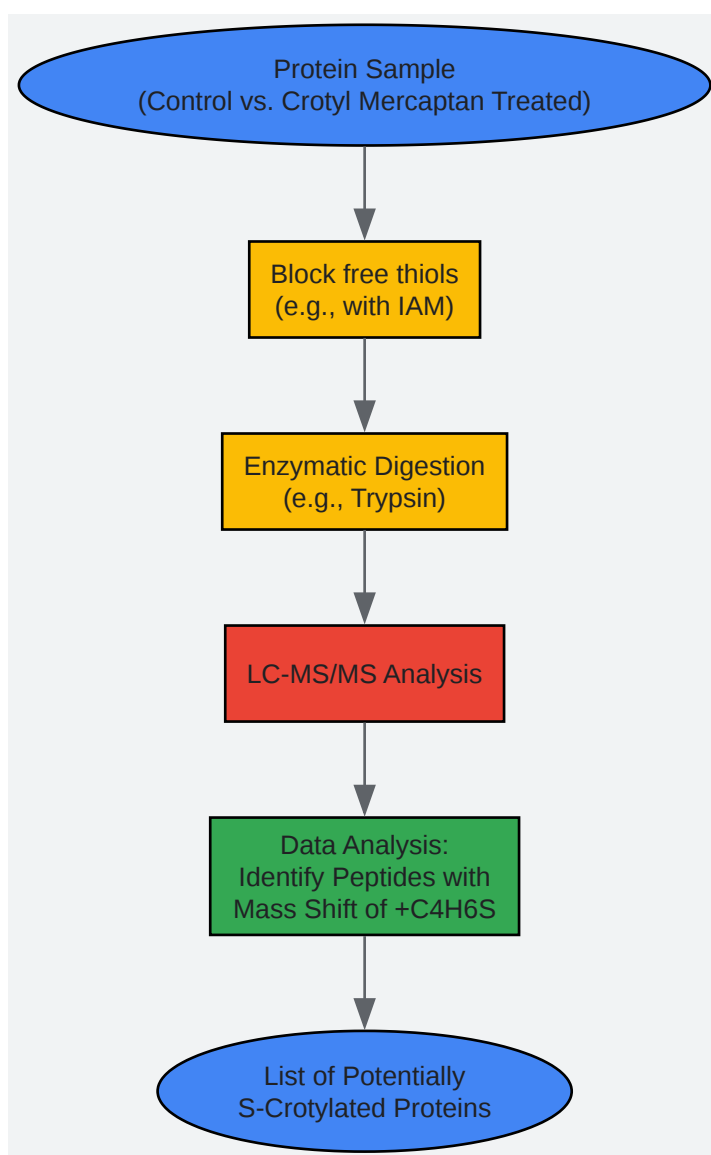 Protein Sample
(Control vs. Crotyl Mercaptan Treated)
Block free thiols
(e.g., with IAM)
Enzymatic Digestion
(e.g., Trypsin)
LC-MS/MS Analysis
Data Analysis:
Identify Peptides with
Mass Shift of +C4H6S
List of Potentially
S-Crotylated Proteins